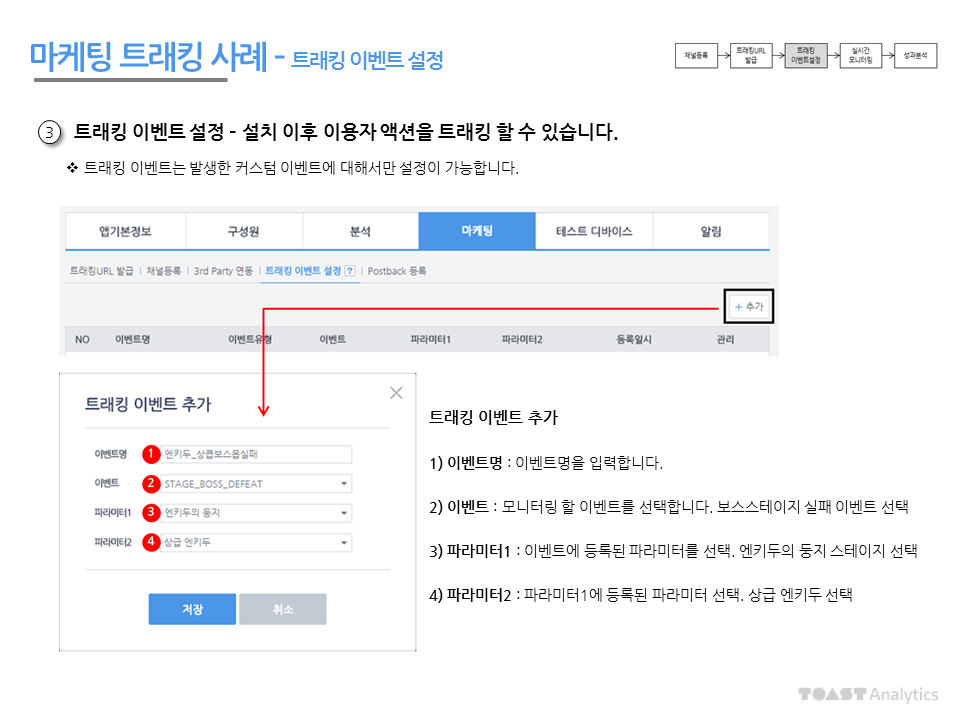 마케팅 트래킹 사례 - 트래킹 이벤트 설정
채널등록
트래킹URL
발급
트래킹
이벤트설정
실시간
모니터링
성과분석
3 트래킹 이벤트 설정 - 설치 이후 이용자 액션을 트래킹 할 수 있습니다.
❖ 트래킹 이벤트는 발생한 커스텀 이벤트에 대해서만 설정이 가능합니다.
앱기본정보 구성원 분석 마케팅 테스트 디바이스 알림
트래킹URL 발급 | 채널등록 | 3rd Party 연동 | 트래킹 이벤트 설정 ? | Postback 등록
+ 추가
NO 이벤트명 이벤트유형 이벤트 파라미터1 파라미터2 등록일시 관리
트래킹 이벤트 추가
이벤트명 1 엔키두_상급보스몹실패
이벤트 2 STAGE_BOSS_DEFEAT
파라미터1 3 엔키두의 둥지
파라미터2 4 상급 엔키두
저장 취소
트래킹 이벤트 추가
1) 이벤트명 : 이벤트명을 입력합니다.
2) 이벤트 : 모니터링 할 이벤트를 선택합니다. 보스스테이지 실패 이벤트 선택
3) 파라미터1 : 이벤트에 등록된 파라미터를 선택. 엔키두의 둥지 스테이지 선택
4) 파라미터2 : 파라미터1에 등록된 파라미터 선택. 상급 엔키두 선택
TOAST Analytics